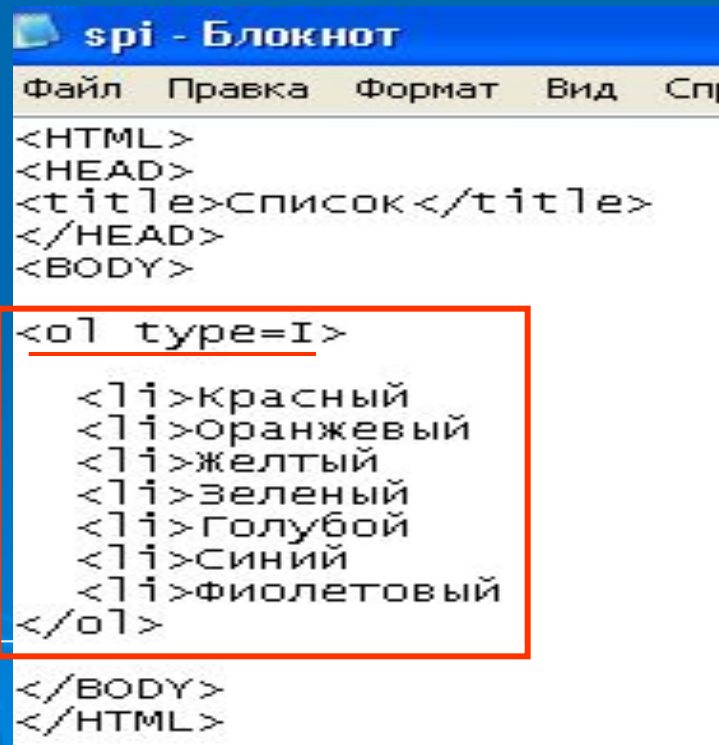 spi - Блокнот
Файл Правка Формат Вид Спр
<HTML>
<HEAD>
<title>Список</title>
</HEAD>
<BODY>
<ol type=I>
<li>Красный
<li>Оранжевый
<li>Желтый
<li>Зеленый
<li>Голубой
<li>Синий
<li>Фиолетовый
</ol>
</BODY>
</HTML>